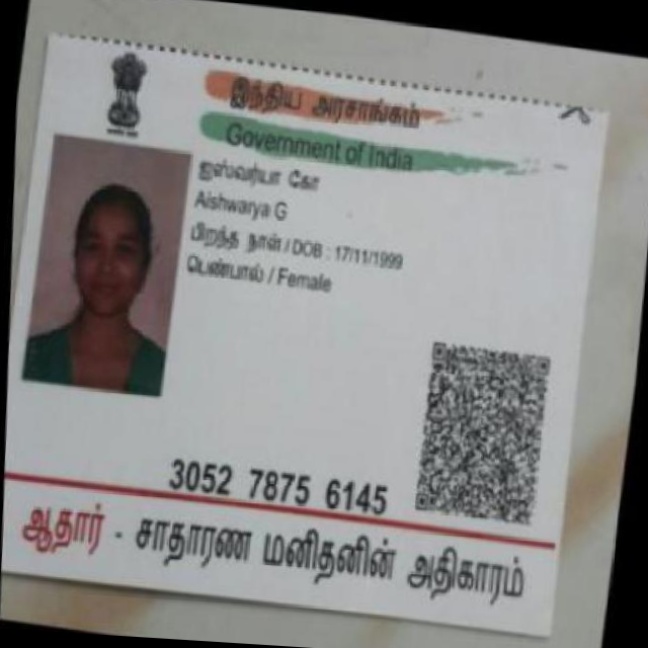 இந்திய அரசாங்கம்
Government of India
ஐஸ்வர்யா கோ
Aishwarya G
பிறந்த நாள் / DOB : 17/11/1999
பெண்பால் / Female
3052 7875 6145
ஆதார் - சாதாரண மனிதனின் அதிகாரம்